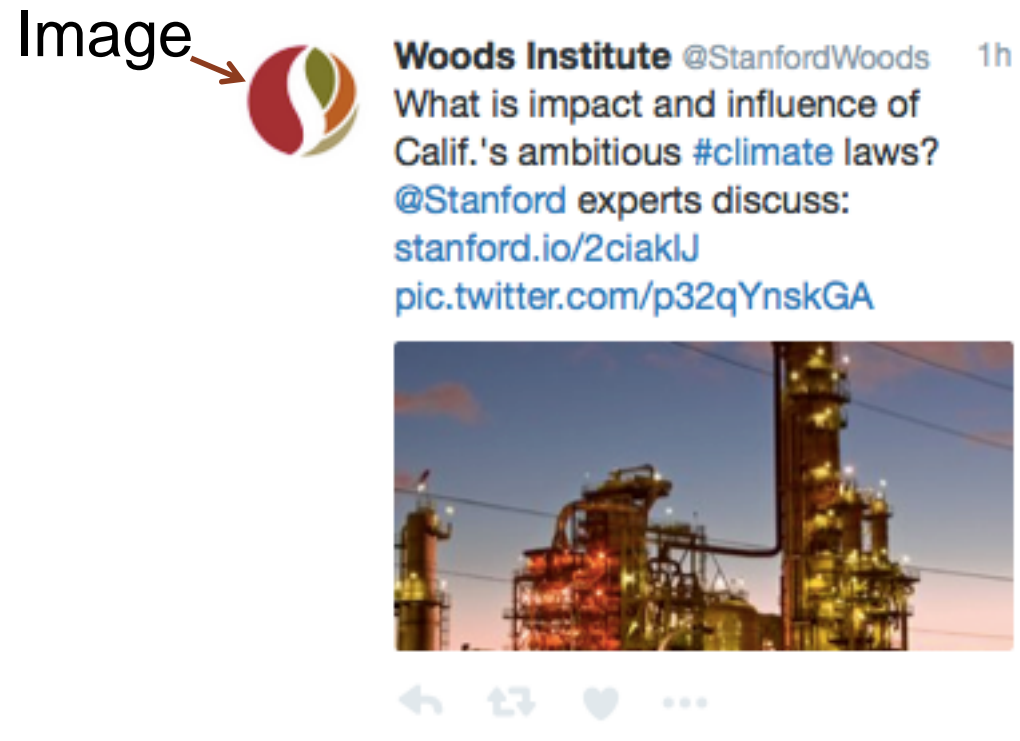 Image
Woods Institute @StanfordWoods 1h
What is impact and influence of
Calif.'s ambitious #climate laws?
@Stanford experts discuss:
stanford.io/2ciaklJ
pic.twitter.com/p32qYnskGA